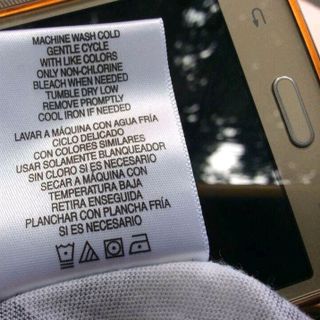 MACHINE WASH COLD
GENTLE CYCLE
WITH LIKE COLORS
ONLY NON-CHLORINE
BLEACH WHEN NEEDED
TUMBLE DRY LOW
REMOVE PROMPTLY
COOL IRON IF NEEDED
LAVAR A MÁQUINA CON AGUA FRÍA
CICLO DELICADO
CON COLORES SIMILARES
USAR SOLAMENTE BLANQUEADOR
SIN CLORO SI ES NECESARIO
SECAR A MÁQUINA CON
TEMPERATURA BAJA
RETIRA ENSEGUIDA
PLANCHAR CON PLANCHA FRÍA
SI ES NECESARIO